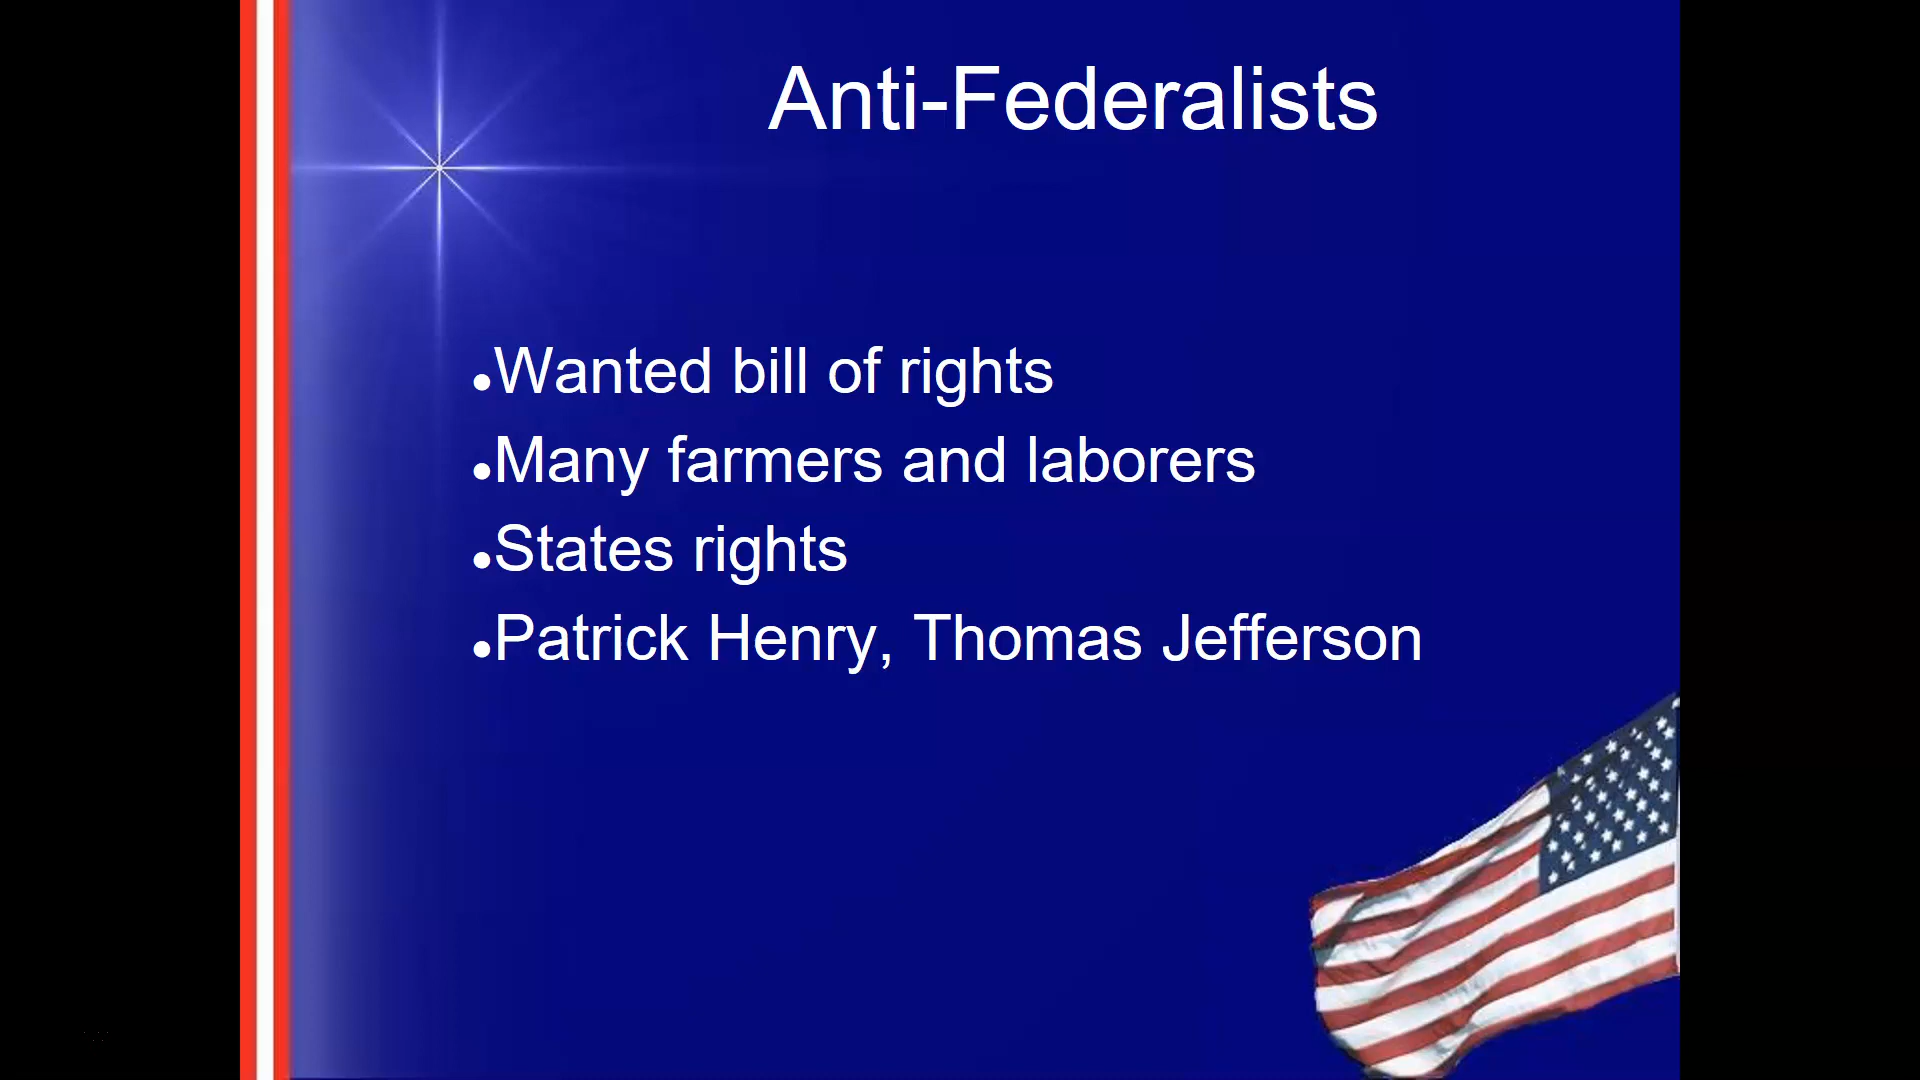 Anti-Federalists
●Wanted bill of rights
●Many farmers and laborers
●States rights
●Patrick Henry, Thomas Jefferson